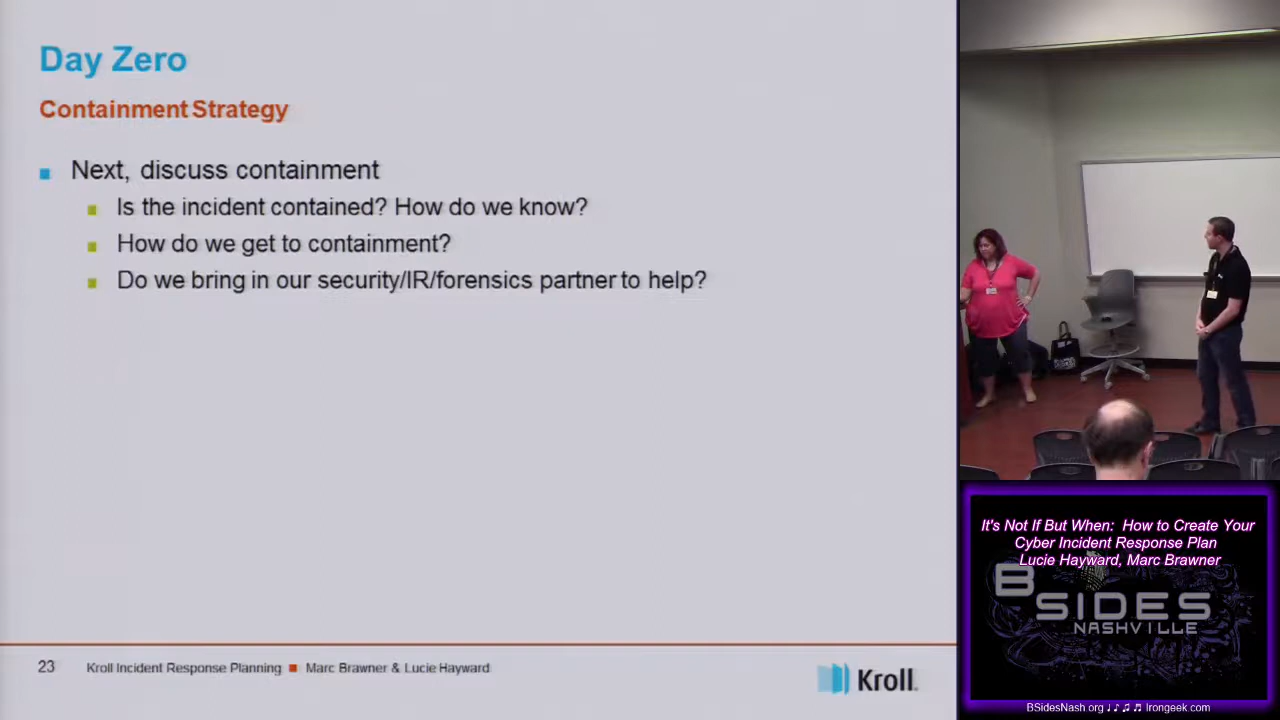 Day Zero
Containment Strategy
Next, discuss containment
Is the incident contained? How do we know?
How do we get to containment?
Do we bring in our security/IR/forensics partner to help?
23
Kroll Incident Response Planning ■ Marc Brawner & Lucie Hayward
Kroll
It's Not If But When: How to Create Your
Cyber Incident Response Plan
Lucie Hayward, Marc Brawner
BSIDES
NASHVILLE
BSidesNash.org ♩♪♫♬ Irongeek.com